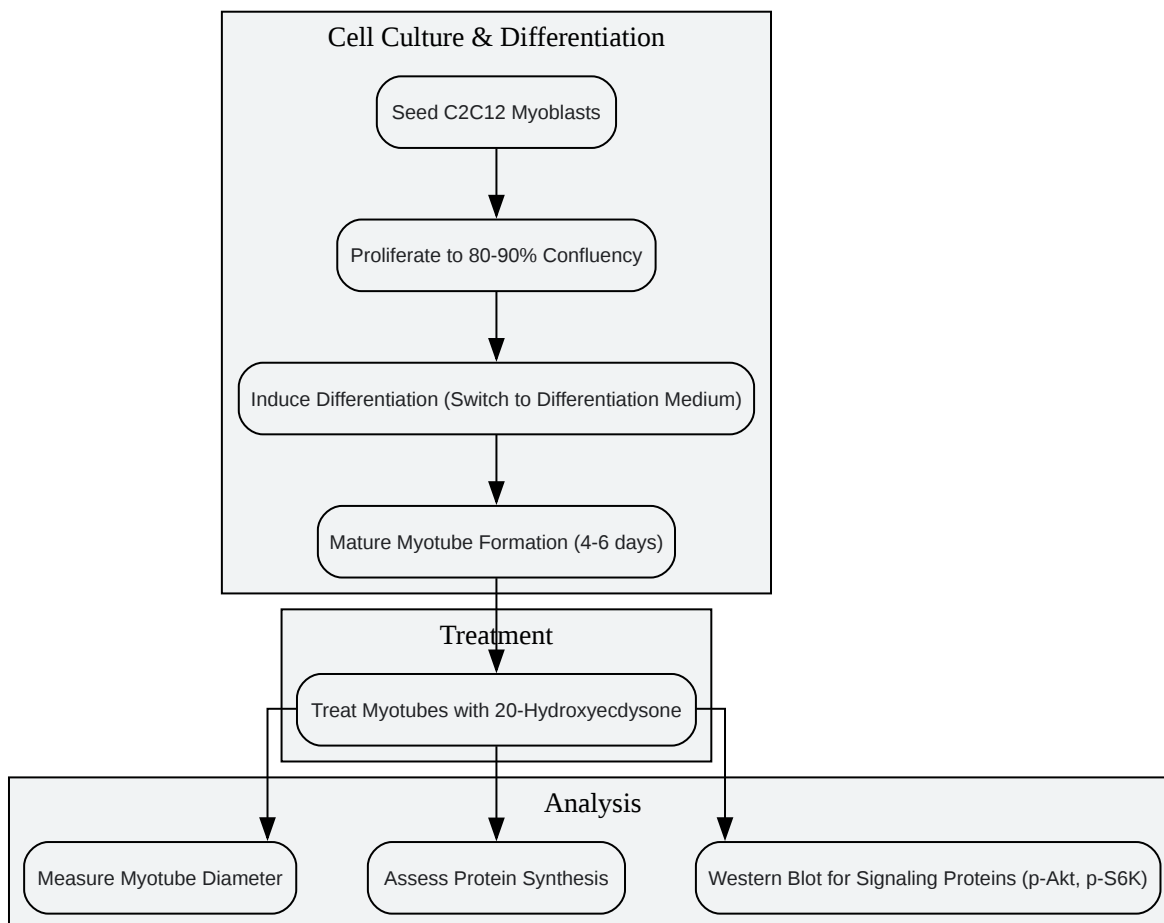 Cell Culture & Differentiation
Seed C2C12 Myoblasts
Proliferate to 80-90% Confluency
Induce Differentiation (Switch to Differentiation Medium)
Mature Myotube Formation (4-6 days)
Treatment
Treat Myotubes with 20-Hydroxyecdysone
Analysis
Measure Myotube Diameter
Assess Protein Synthesis
Western Blot for Signaling Proteins (p-Akt, p-S6K)